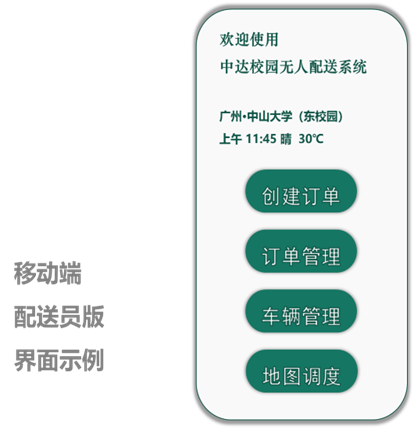 欢迎使用
中达校园无人配送系统
广州•中山大学（东校园）
上午 11:45 晴 30℃
创建订单
订单管理
车辆管理
地图调度
移动端
配送员版
界面示例